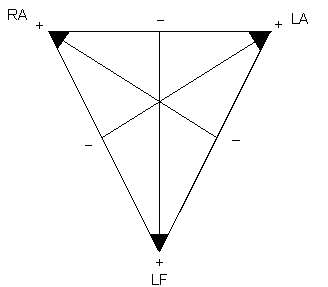 RA + − + LA
− −
+
LF